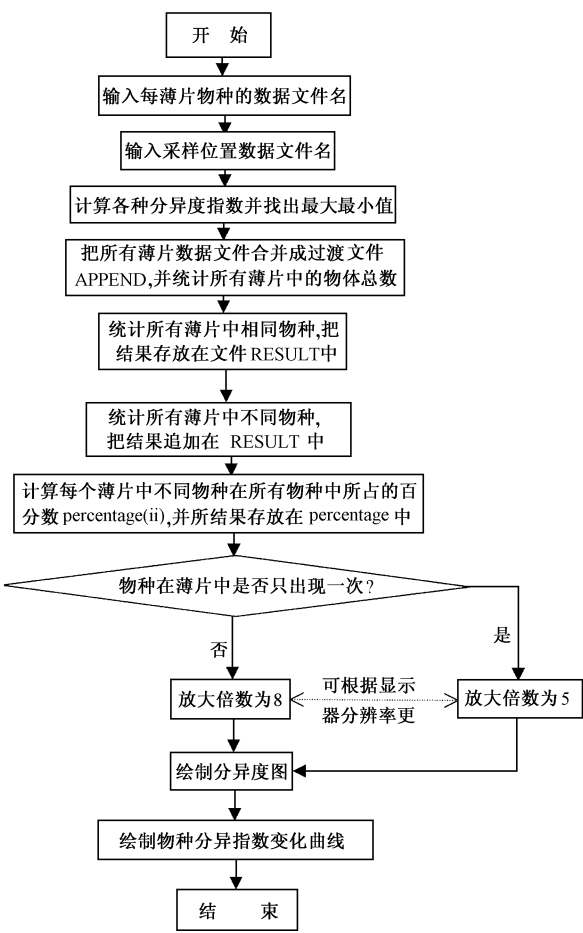 开 始
输入每薄片物种的数据文件名
输入采样位置数据文件名
计算各种分异度指数并找出最大最小值
把所有薄片数据文件合并成过渡文件
APPEND,并统计所有薄片中的物体总数
统计所有薄片中相同物种,把
结果存放在文件RESULT中
统计所有薄片中不同物种,
把结果追加在 RESULT 中
计算每个薄片中不同物种在所有物种中所占的百
分数percentage(ii),并所结果存放在 percentage 中
物种在薄片中是否只出现一次?
否
是
放大倍数为8
可根据显示
器分辨率更
放大倍数为5
绘制分异度图
绘制物种分异指数变化曲线
结 束